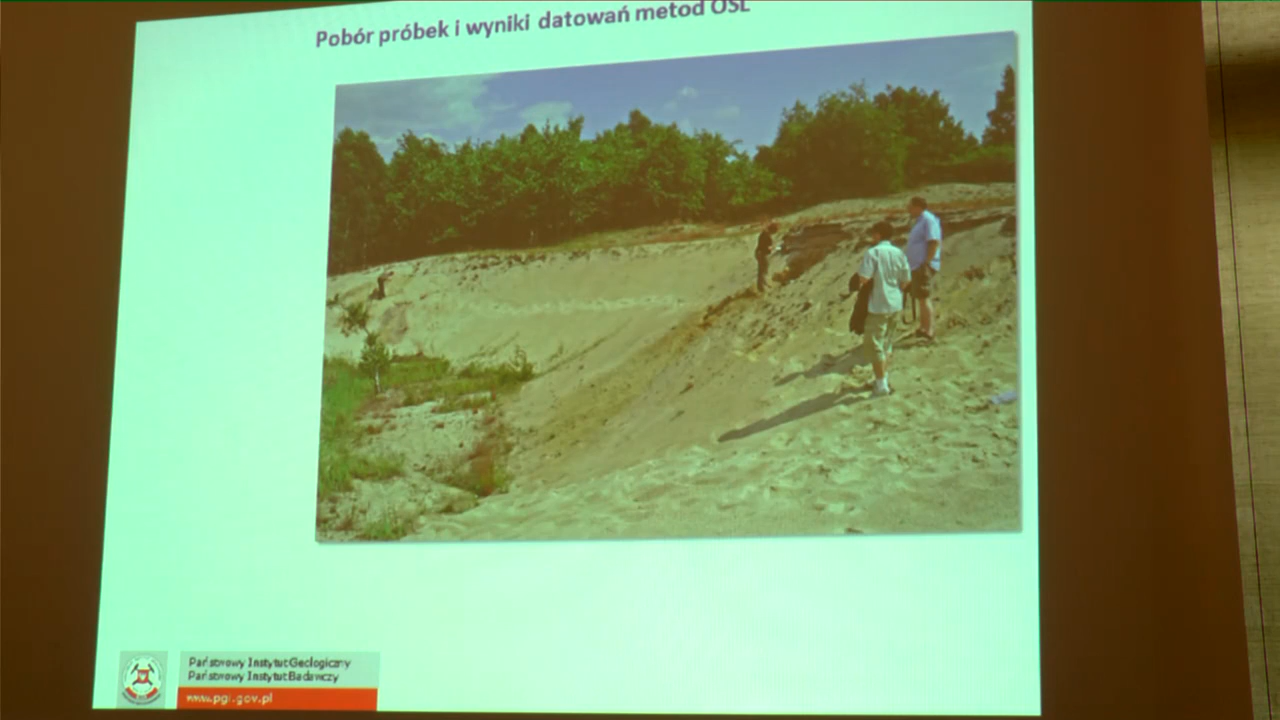 Pobór próbek i wyniki datowań metod OSL
Państwowy Instytut Geologiczny
Państwowy Instytut Badawczy
www.pgi.gov.pl